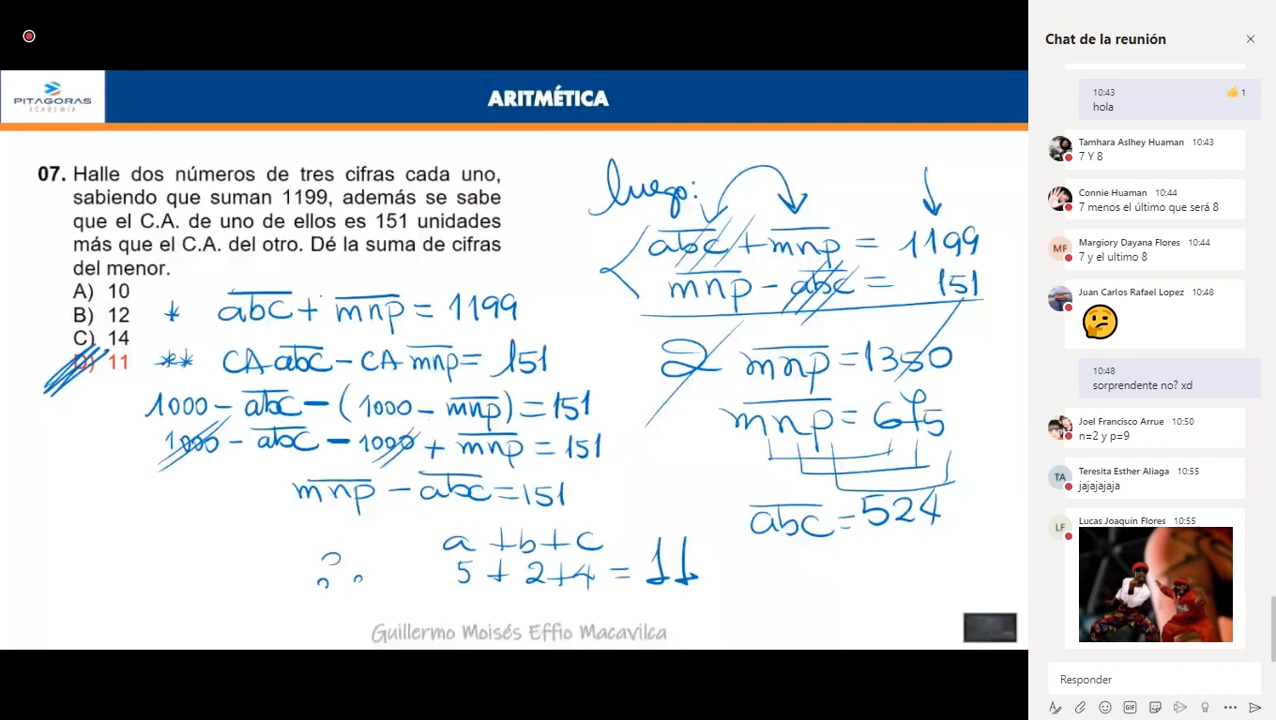 PITAGORAS
ACADEMIA
ARITMÉTICA
07. Halle dos números de tres cifras cada uno,
sabiendo que suman 1199, además se sabe
que el C.A. de uno de ellos es 151 unidades
más que el C.A. del otro. Dé la suma de cifras
del menor.
A) 10
B) 12
C) 14
D) 11
* abc + mnp = 1199
** CA abc - CA mnp = 151
1000 - abc - (1000 - mnp) = 151
1000 - abc - 1000 + mnp = 151
mnp - abc = 151
a + b + c
5 + 2 + 4 = 11
luego:
abc + mnp = 1199
mnp - abc = 151
2 mnp = 1350
mnp = 675
abc = 524
Guillermo Moisés Effio Macavilca
Chat de la reunión
10:43
👍 1
hola
Tamhara Aslhey Huaman 10:43
7 Y 8
Connie Huaman 10:44
7 menos el último que será 8
MF
Margiory Dayana Flores 10:44
7 y el ultimo 8
Juan Carlos Rafael Lopez 10:48
10:48
sorprendente no? xd
Joel Francisco Arrue 10:50
n=2 y p=9
TA
Teresita Esther Aliaga 10:55
jajajajaja
LF
Lucas Joaquin Flores 10:55
Responder
GIF